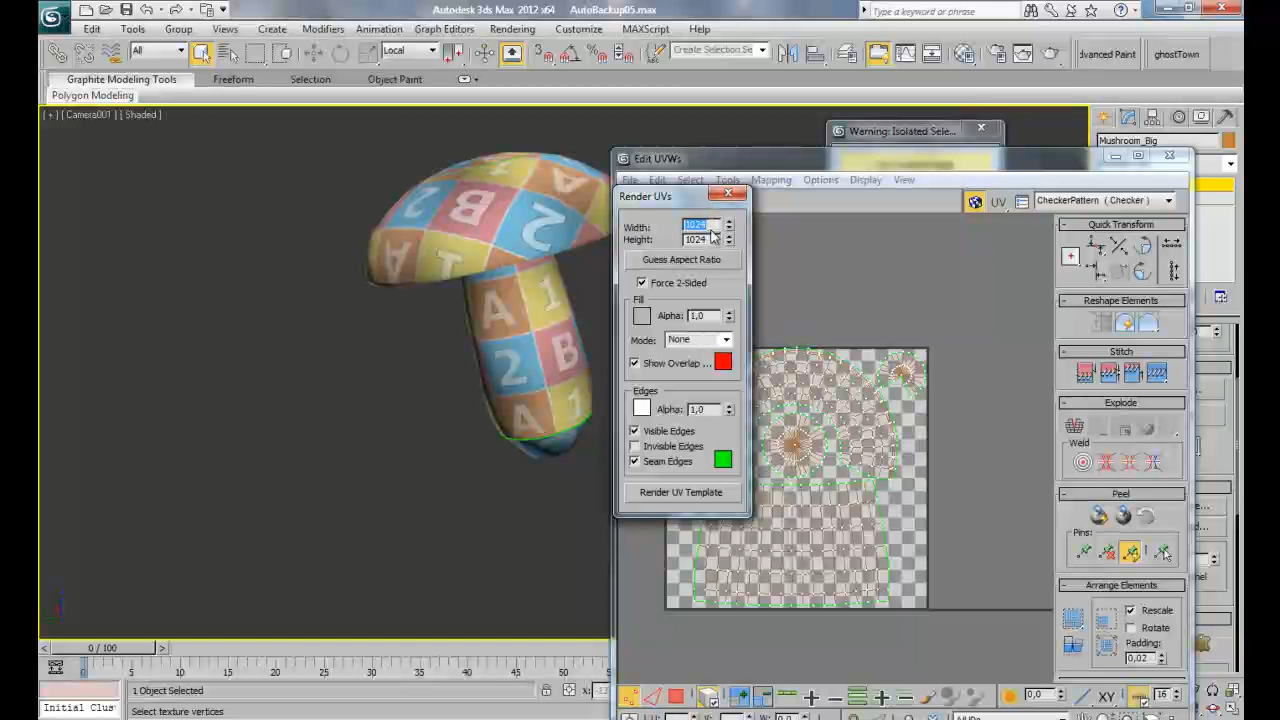 Autodesk 3ds Max 2012 x64 AutoBackup05.max
Type a keyword or phrase
Edit Tools Group Views Create Modifiers Animation Graph Editors Rendering Customize MAXScript Help
All Local Create Selection Se dvanced Paint ghostTown
Graphite Modeling Tools Freeform Selection Object Paint
Polygon Modeling
[ + ] [ Camera001 ] [ Shaded ]
Warning: Isolated Sele...
Mushroom_Big
Edit UVWs
File Edit Select Tools Mapping Options Display View
Render UVs
UV CheckerPattern ( Checker )
Width: 1024
Height: 1024
Quick Transform
Guess Aspect Ratio
Force 2-Sided
Fill
Alpha: 1,0
Mode: None
Show Overlap ...
Edges
Alpha: 1,0
Visible Edges
Invisible Edges
Seam Edges
Render UV Template
Reshape Elements
Stitch
Explode
Weld
Peel
Pins:
Arrange Elements
Rescale
Rotate
Padding:
0,02
A 2 B 2 A 1
A 1
2 B
A 1
0 / 100
0 5 10 15 20 25 30 35 40 45 50
1 Object Selected X:
Initial Clus Select texture vertices
0,0 XY 16